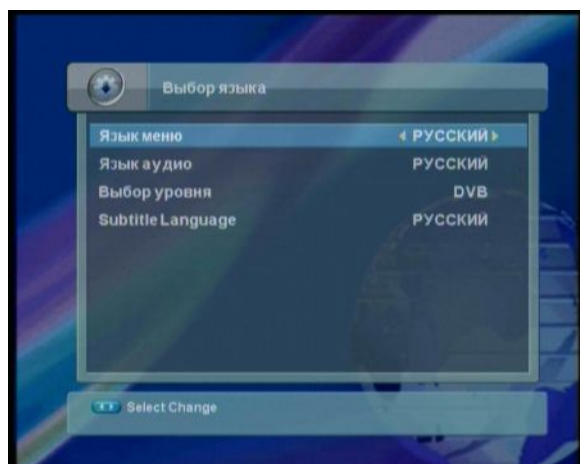 Выбор языка
Язык меню РУССКИЙ
Язык аудио РУССКИЙ
Выбор уровня DVB
Subtitle Language РУССКИЙ
Select Change